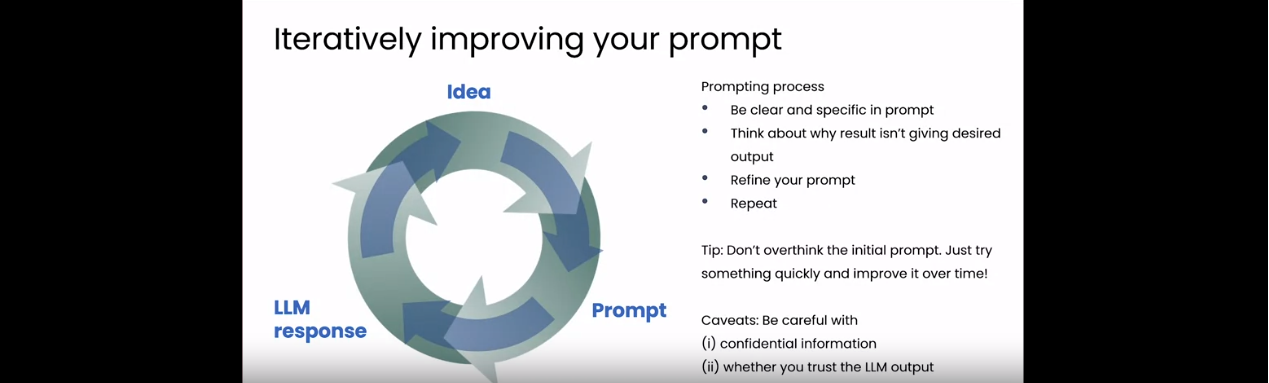 Iteratively improving your prompt
Idea
LLM
response
Prompt
Prompting process
• Be clear and specific in prompt
• Think about why result isn't giving desired
output
• Refine your prompt
• Repeat
Tip: Don't overthink the initial prompt. Just try
something quickly and improve it over time!
Caveats: Be careful with
(i) confidential information
(ii) whether you trust the LLM output